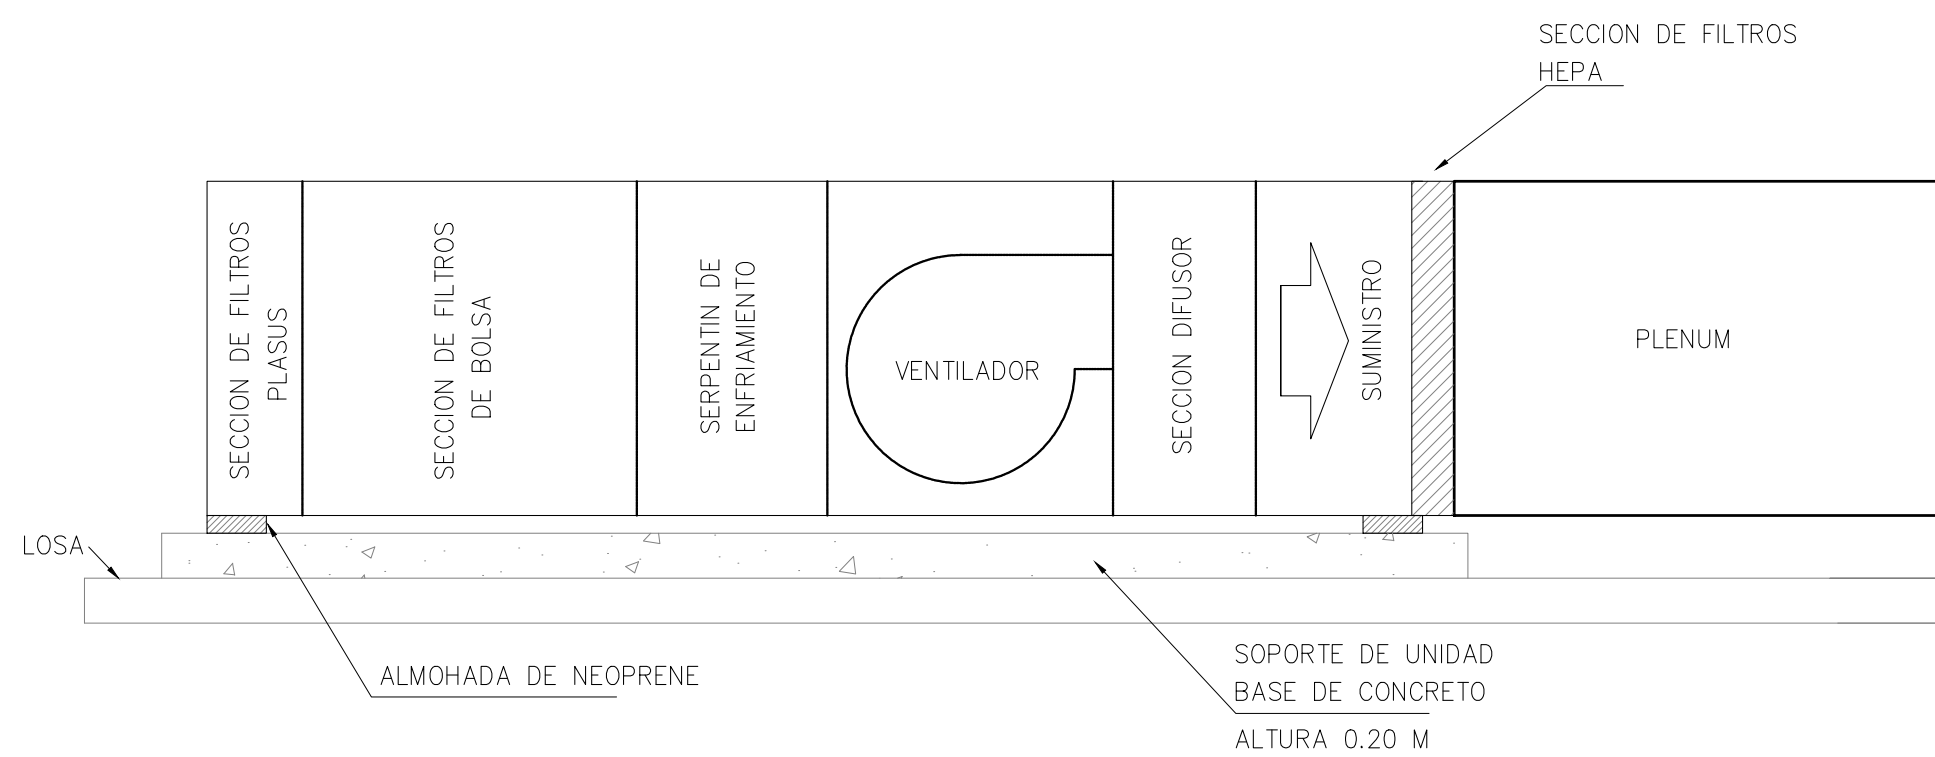 SECCION DE FILTROS
HEPA
SECCION DE FILTROS
PLASUS
SECCION DE FILTROS
DE BOLSA
SERPENTIN DE
ENFRIAMIENTO
VENTILADOR
SECCION DIFUSOR
SUMINISTRO
PLENUM
LOSA
ALMOHADA DE NEOPRENE
SOPORTE DE UNIDAD
BASE DE CONCRETO
ALTURA 0.20 M